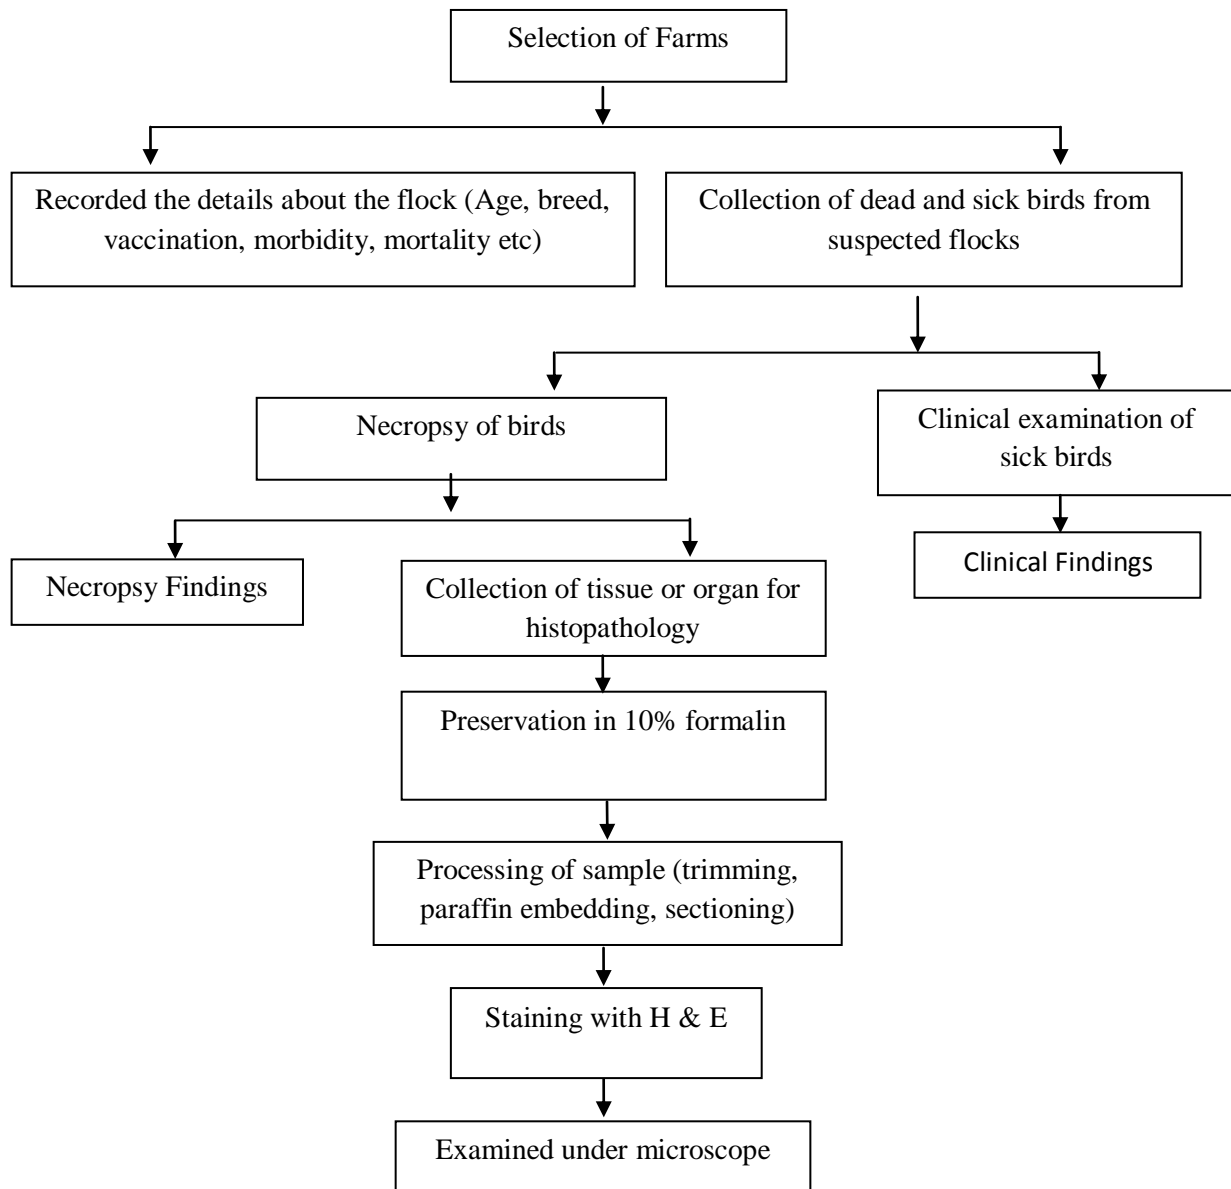 Selection of Farms
Recorded the details about the flock (Age, breed,
vaccination, morbidity, mortality etc)
Collection of dead and sick birds from
suspected flocks
Necropsy of birds
Clinical examination of
sick birds
Necropsy Findings
Collection of tissue or organ for
histopathology
Clinical Findings
Preservation in 10% formalin
Processing of sample (trimming,
paraffin embedding, sectioning)
Staining with H & E
Examined under microscope